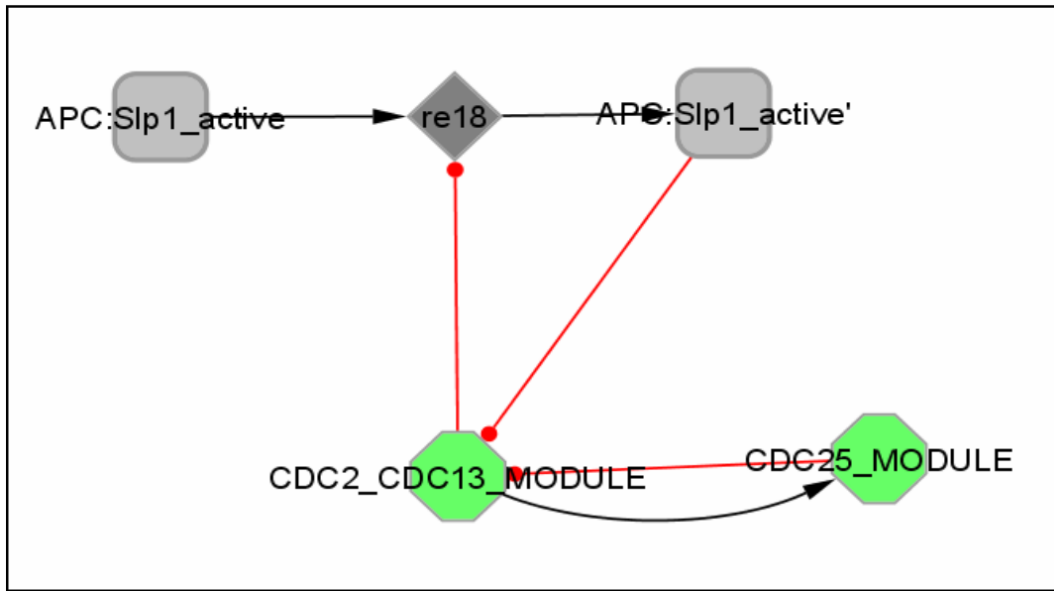 APC:Slp1_active
re18
APC:Slp1_active'
CDC2_CDC13_MODULE
CDC25_MODULE